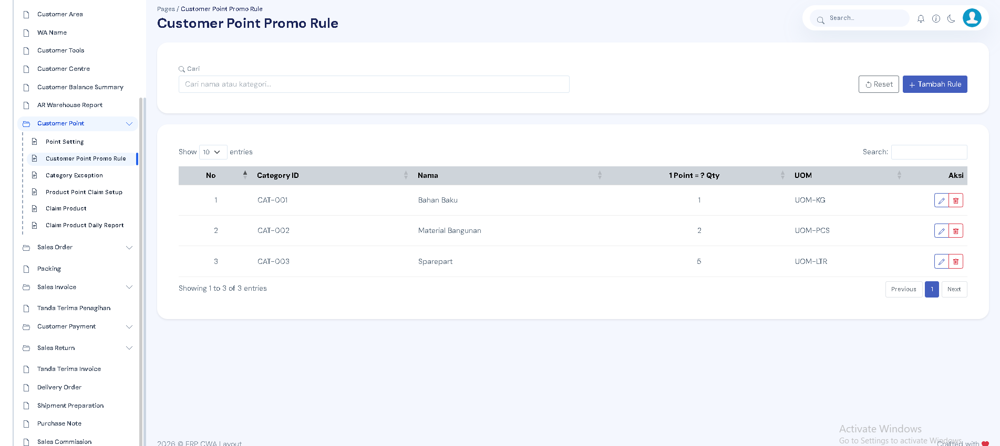 Customer Area
WA Name
Customer Tools
Customer Centre
Customer Balance Summary
AR Warehouse Report
Customer Point
Point Setting
Customer Point Promo Rule
Category Exception
Product Point Claim Setup
Claim Product
Claim Product Daily Report
Sales Order
Packing
Sales Invoice
Tanda Terima Penagihan
Customer Payment
Sales Return
Tanda Terima Invoice
Delivery Order
Shipment Preparation
Purchase Note
Sales Commission
Pages / Customer Point Promo Rule
Customer Point Promo Rule
Search...
Cari
Cari nama atau kategori...
Reset
+ Tambah Rule
Show 10 entries
Search:
No Category ID Nama 1 Point = ? Qty UOM Aksi
1 CAT-001 Bahan Baku 1 UOM-KG
2 CAT-002 Material Bangunan 2 UOM-PCS
3 CAT-003 Sparepart 5 UOM-LTR
Showing 1 to 3 of 3 entries
Previous 1 Next
Activate Windows
Go to Settings to activate Windows.
2026 © ERP CWA Layout
Crafted with